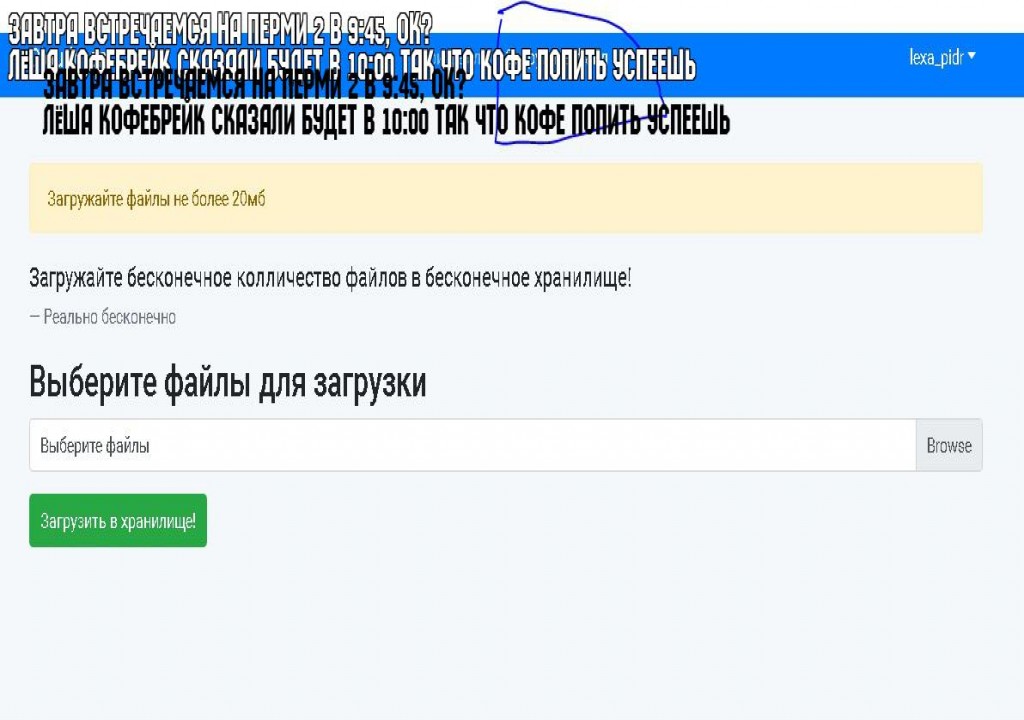 ЗАВТРА ВСТРЕЧАЕМСЯ НА ПЕРМИ 2 В 9:45, ОК?
ЛЁША КОФЕБРЕЙК СКАЗАЛИ БУДЕТ В 10:00 ТАК ЧТО КОФЕ ПОПИТЬ УСПЕЕШЬ
lexa_pidr
ЗАВТРА ВСТРЕЧАЕМСЯ НА ПЕРМИ 2 В 9:45, ОК?
ЛЁША КОФЕБРЕЙК СКАЗАЛИ БУДЕТ В 10:00 ТАК ЧТО КОФЕ ПОПИТЬ УСПЕЕШЬ
Загружайте файлы не более 20мб
Загружайте бесконечное колличество файлов в бесконечное хранилище!
— Реально бесконечно
Выберите файлы для загрузки
Выберите файлы
Browse
Загрузить в хранилище!